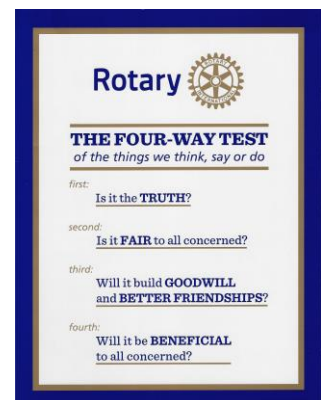 Rotary
ROTARY
INTERNATIONAL
THE FOUR-WAY TEST
of the things we think, say or do
first:
Is it the TRUTH?
second:
Is it FAIR to all concerned?
third:
Will it build GOODWILL
and BETTER FRIENDSHIPS?
fourth:
Will it be BENEFICIAL
to all concerned?